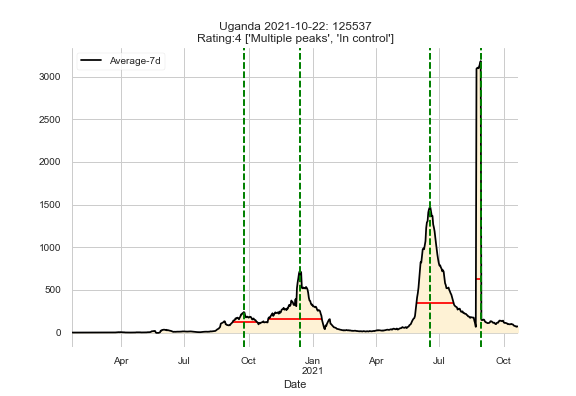 Uganda 2021-10-22: 125537
Rating:4 ['Multiple peaks', 'In control']
Average-7d
3000
2500
2000
1500
1000
500
0
Apr
Jul
Oct
Jan
2021
Apr
Jul
Oct
Date